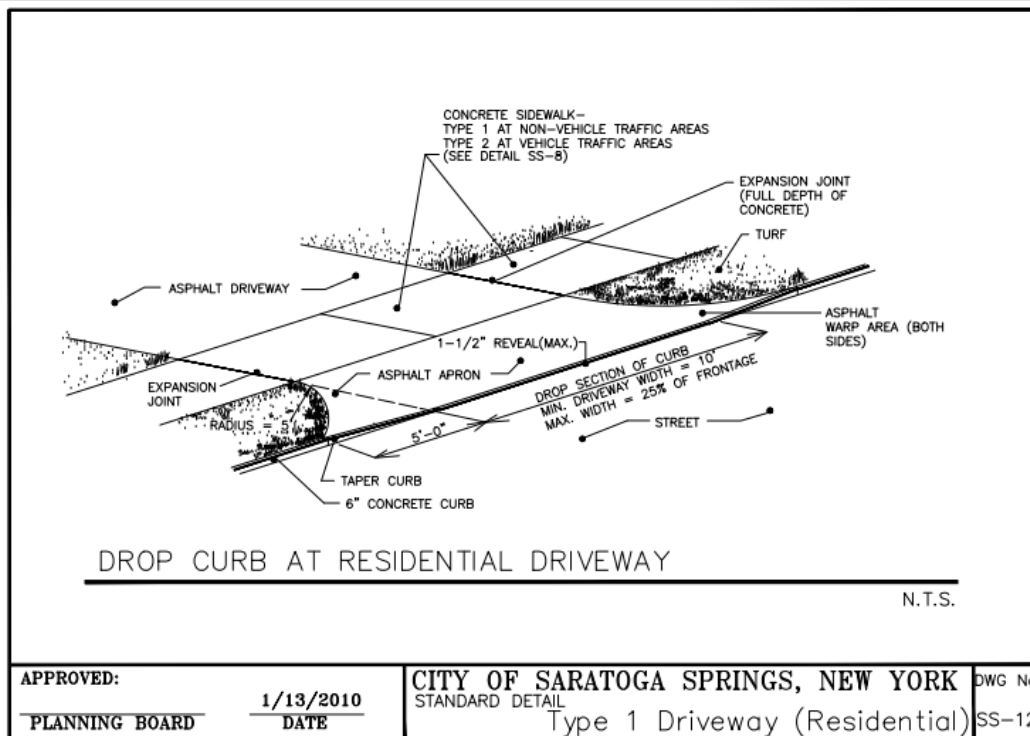 CONCRETE SIDEWALK-
TYPE 1 AT NON-VEHICLE TRAFFIC AREAS
TYPE 2 AT VEHICLE TRAFFIC AREAS
(SEE DETAIL SS-8)
EXPANSION JOINT
(FULL DEPTH OF
CONCRETE)
TURF
ASPHALT DRIVEWAY
ASPHALT
WARP AREA (BOTH
SIDES)
1-1/2" REVEAL(MAX.)
ASPHALT APRON
EXPANSION
JOINT
DROP SECTION OF CURB
MIN. DRIVEWAY WIDTH = 10'
MAX. WIDTH = 25% OF FRONTAGE
RADIUS = 5'
STREET
5'-0"
TAPER CURB
6" CONCRETE CURB
DROP CURB AT RESIDENTIAL DRIVEWAY
N.T.S.
APPROVED:
1/13/2010
PLANNING BOARD
DATE
CITY OF SARATOGA SPRINGS, NEW YORK
STANDARD DETAIL
Type 1 Driveway (Residential)
DWG No
SS-12